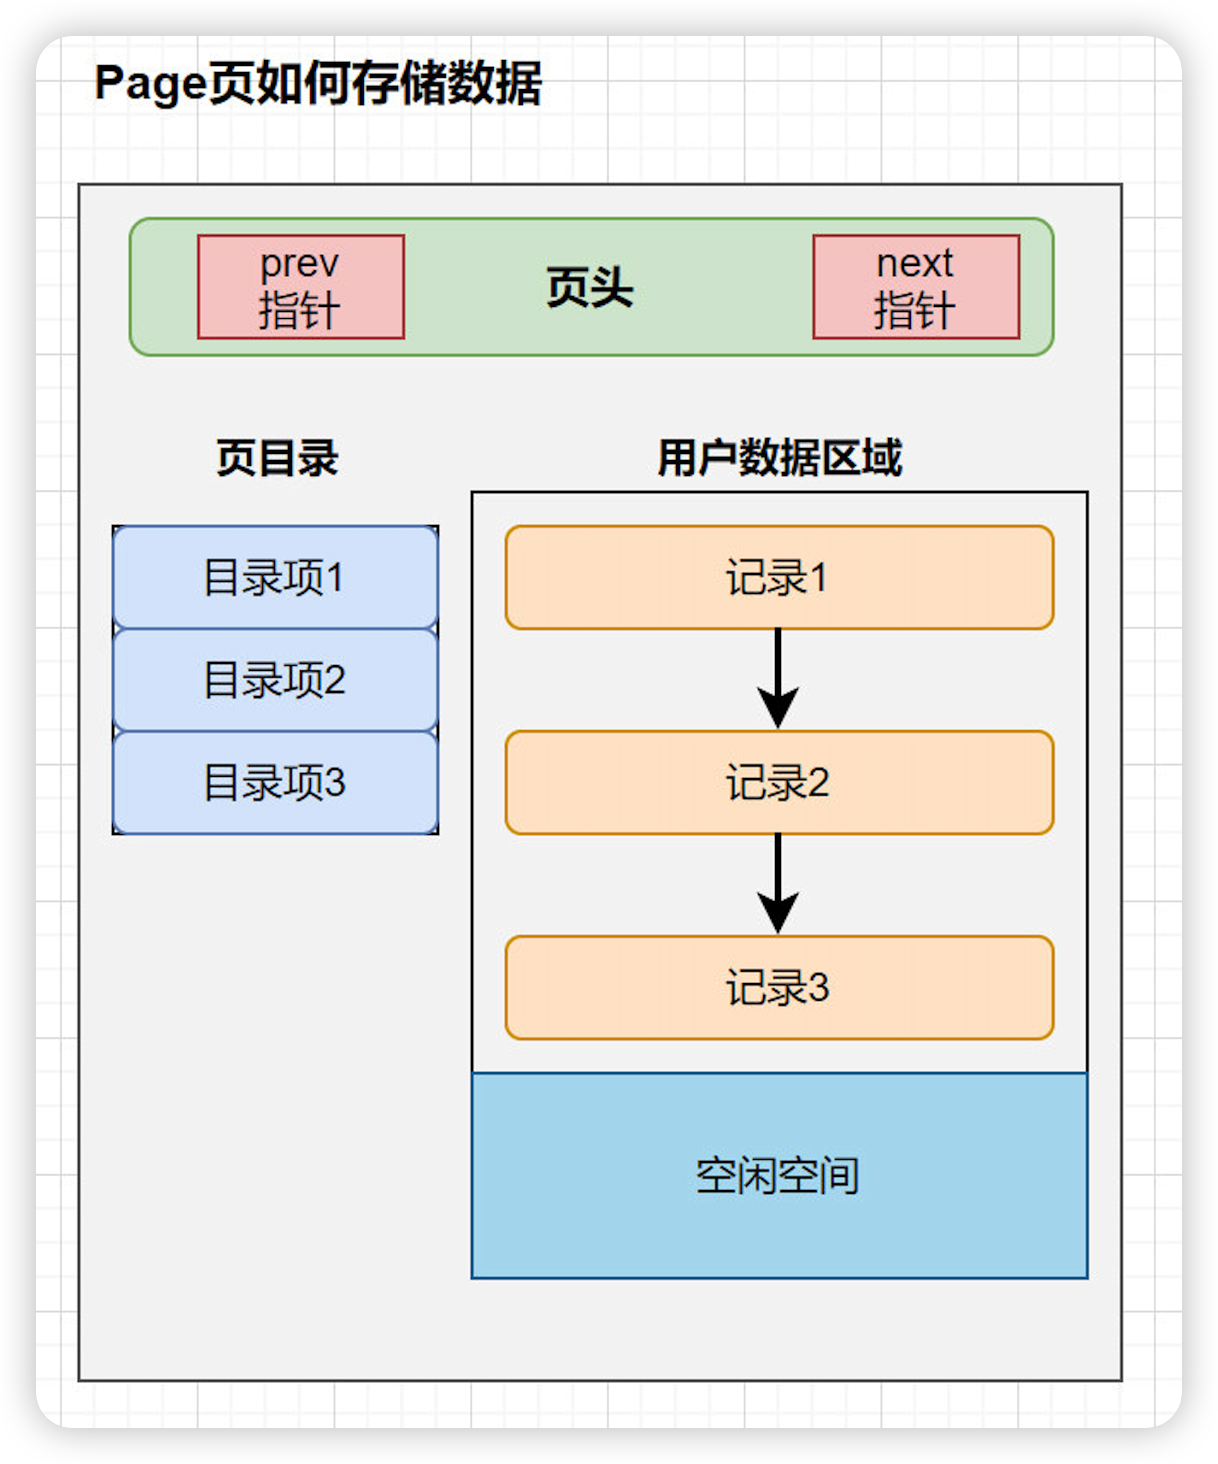 Page页如何存储数据
prev
指针
页头
next
指针
页目录
用户数据区域
目录项1
目录项2
目录项3
记录1
记录2
记录3
空闲空间